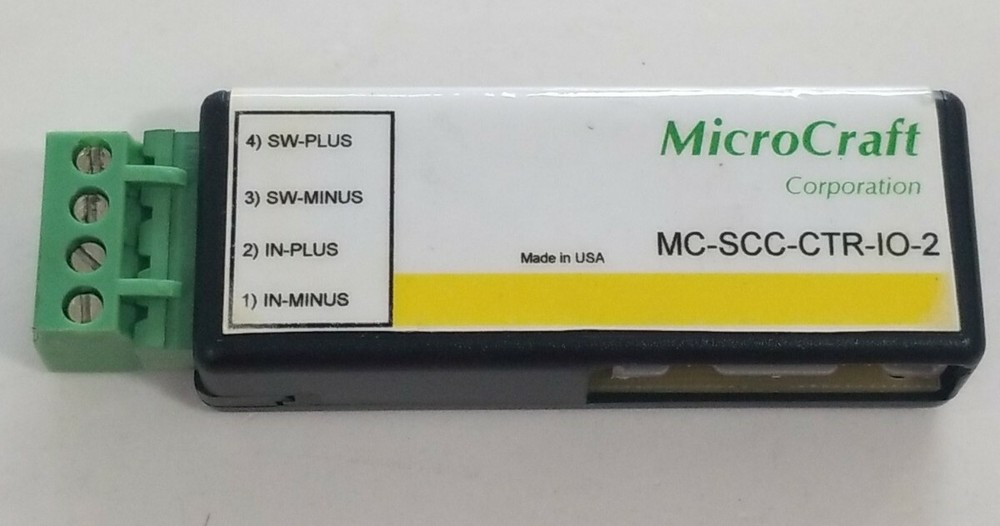 4) SW-PLUS
3) SW-MINUS
2) IN-PLUS
1) IN-MINUS
MicroCraft
Corporation
MC-SCC-CTR-IO-2
Made in USA